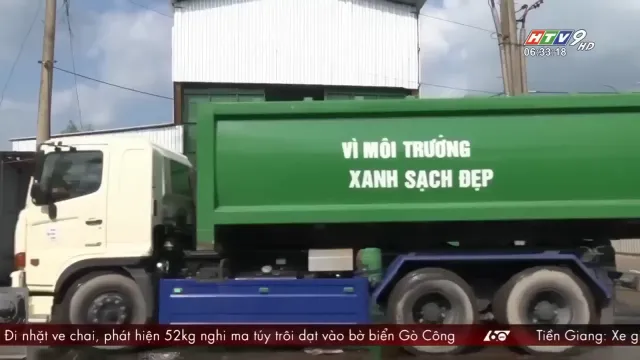 HTV9 HD
06:33:18
VÌ MÔI TRƯỜNG
XANH SẠCH ĐẸP
Đi nhặt ve chai, phát hiện 52kg nghi ma túy trôi dạt vào bờ biển Gò Công
60
Tiền Giang: Xe g